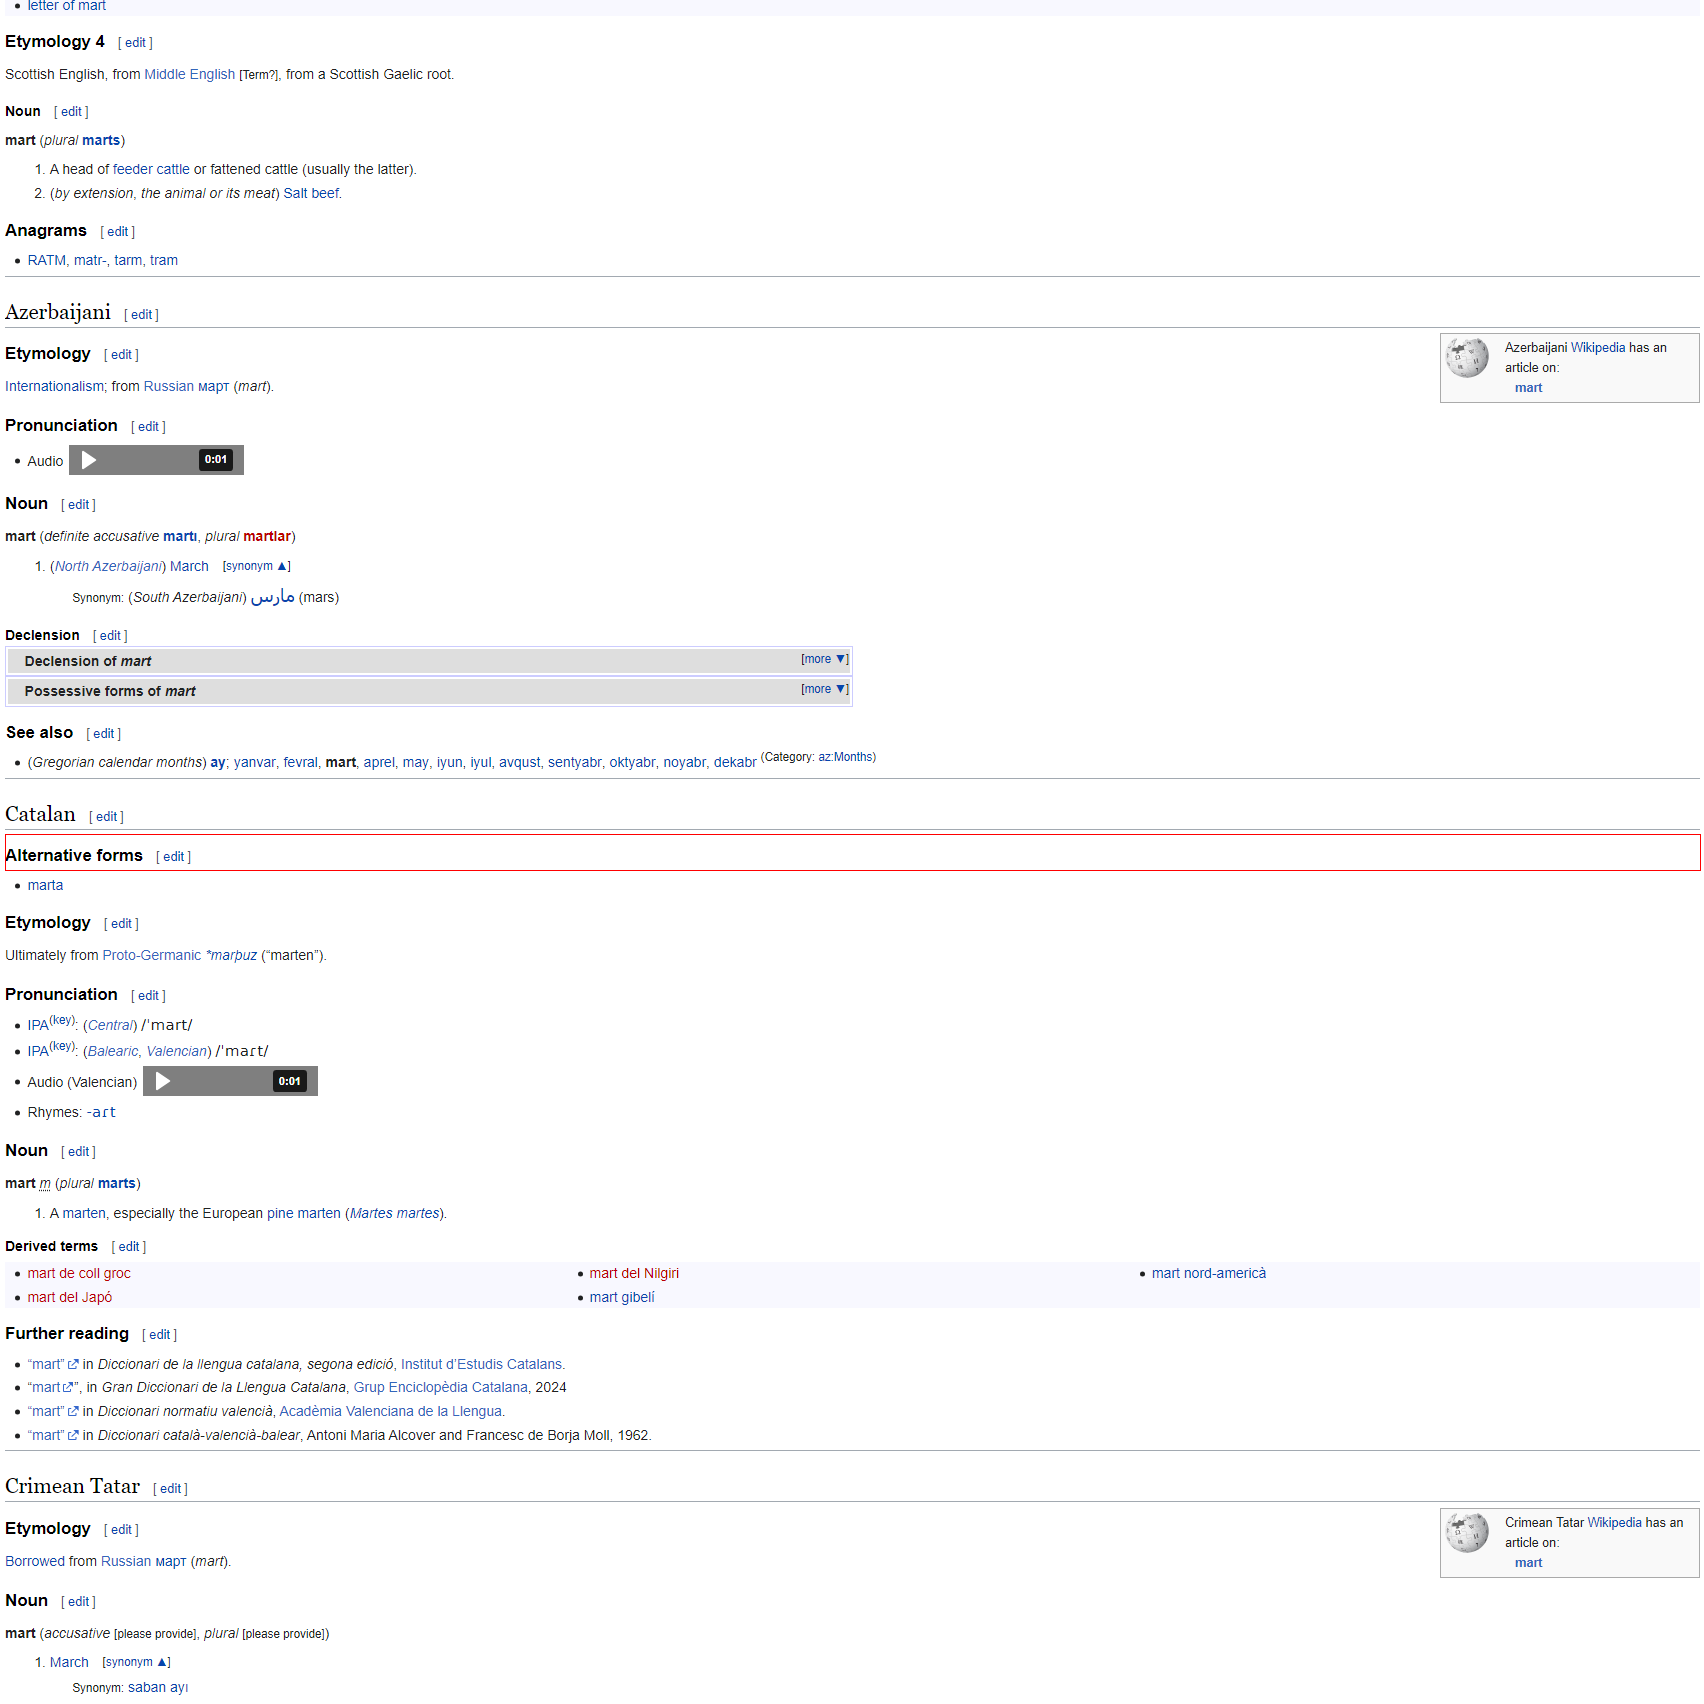 letter of mart
Etymology 4 [ edit ]
Scottish English, from Middle English [Term?], from a Scottish Gaelic root.
Noun [ edit ]
mart (plural marts)
1. A head of feeder cattle or fattened cattle (usually the latter).
2. (by extension, the animal or its meat) Salt beef.
Anagrams [ edit ]
RATM, matr-, tarm, tram
Azerbaijani [ edit ]
Azerbaijani Wikipedia has an
article on:
mart
Etymology [ edit ]
Internationalism; from Russian март (mart).
Pronunciation [ edit ]
Audio 0:01
Noun [ edit ]
mart (definite accusative martı, plural martlar)
1. (North Azerbaijani) March [synonym ▲]
Synonym: (South Azerbaijani) مارس (mars)
Declension [ edit ]
Declension of mart [more ▼]
Possessive forms of mart [more ▼]
See also [ edit ]
(Gregorian calendar months) ay; yanvar, fevral, mart, aprel, may, iyun, iyul, avqust, sentyabr, oktyabr, noyabr, dekabr (Category: az:Months)
Catalan [ edit ]
Alternative forms [ edit ]
marta
Etymology [ edit ]
Ultimately from Proto-Germanic *marþuz (“marten”).
Pronunciation [ edit ]
IPA(key): (Central) /ˈmart/
IPA(key): (Balearic, Valencian) /ˈmaɾt/
Audio (Valencian) 0:01
Rhymes: -aɾt
Noun [ edit ]
mart m (plural marts)
1. A marten, especially the European pine marten (Martes martes).
Derived terms [ edit ]
mart de coll groc mart del Nilgiri mart nord-americà
mart del Japó mart gibelí
Further reading [ edit ]
“mart” in Diccionari de la llengua catalana, segona edició, Institut d’Estudis Catalans.
“mart”, in Gran Diccionari de la Llengua Catalana, Grup Enciclopèdia Catalana, 2024
“mart” in Diccionari normatiu valencià, Acadèmia Valenciana de la Llengua.
“mart” in Diccionari català-valencià-balear, Antoni Maria Alcover and Francesc de Borja Moll, 1962.
Crimean Tatar [ edit ]
Crimean Tatar Wikipedia has an
article on:
mart
Etymology [ edit ]
Borrowed from Russian март (mart).
Noun [ edit ]
mart (accusative [please provide], plural [please provide])
1. March [synonym ▲]
Synonym: saban ayı